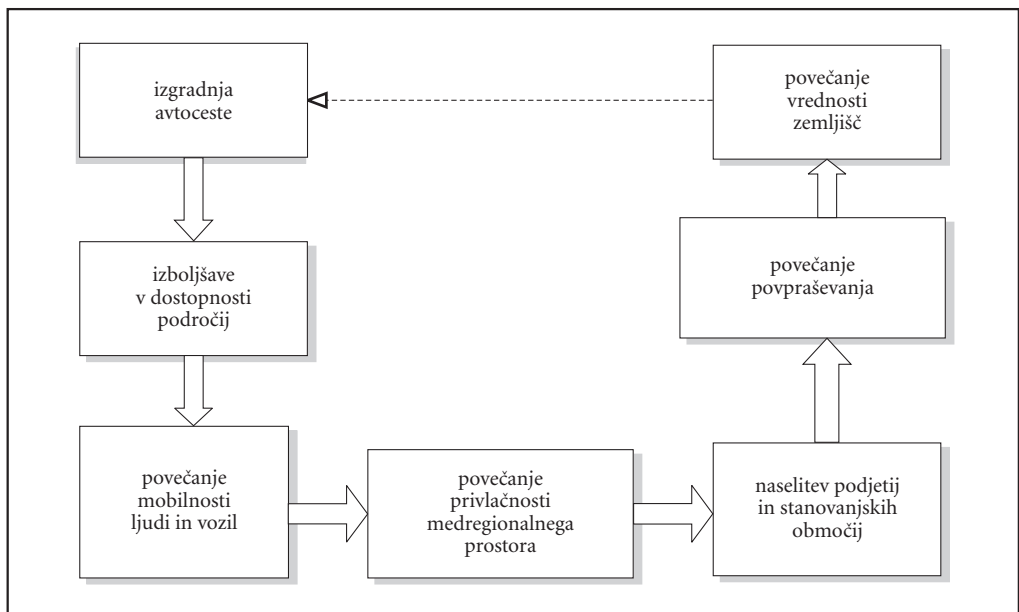 izgradnja
avtoceste
izboljšave
v dostopnosti
področij
povečanje
mobilnosti
ljudi in vozil
povečanje
privlačnosti
medregionalnega
prostora
naselitev podjetij
in stanovanjskih
območij
povečanje
povpraševanja
povečanje
vrednosti
zemljišč